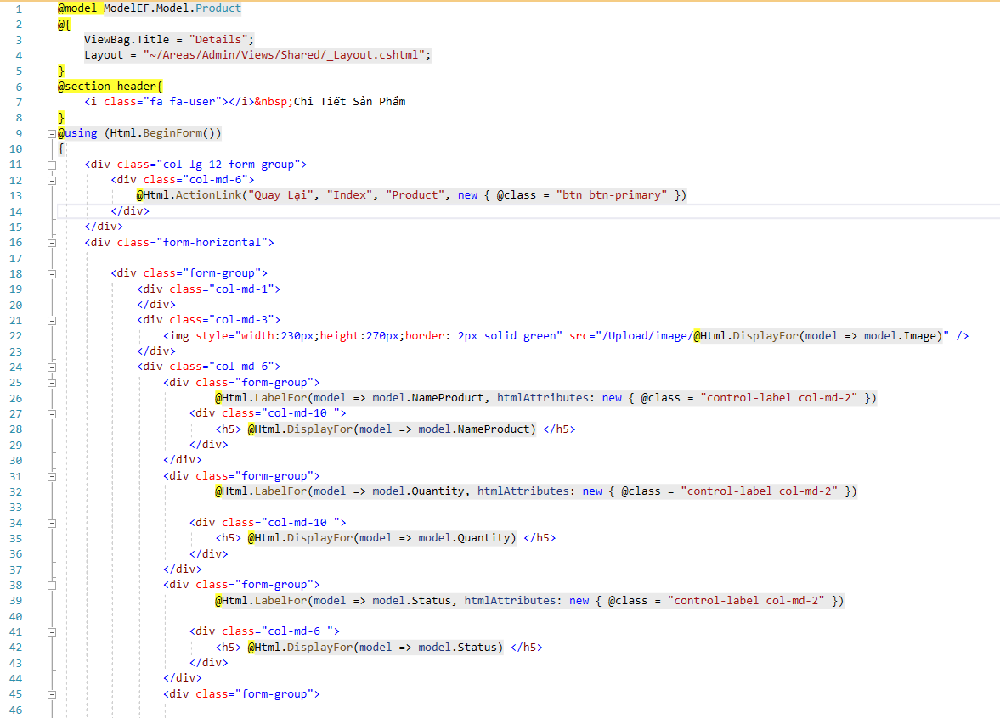 1 @model ModelEF.Model.Product
2 @{
3 ViewBag.Title = "Details";
4 Layout = "~/Areas/Admin/Views/Shared/_Layout.cshtml";
5 }
6 @section header{
7 <i class="fa fa-user"></i>&nbsp;Chi Tiết Sản Phẩm
8 }
9 @using (Html.BeginForm())
10 {
11 <div class="col-lg-12 form-group">
12 <div class="col-md-6">
13 @Html.ActionLink("Quay Lại", "Index", "Product", new { @class = "btn btn-primary" })
14 </div>
15 </div>
16 <div class="form-horizontal">
17
18 <div class="form-group">
19 <div class="col-md-1">
20 </div>
21 <div class="col-md-3">
22 <img style="width:230px;height:270px;border: 2px solid green" src="/Upload/image/@Html.DisplayFor(model => model.Image)" />
23 </div>
24 <div class="col-md-6">
25 <div class="form-group">
26 @Html.LabelFor(model => model.NameProduct, htmlAttributes: new { @class = "control-label col-md-2" })
27 <div class="col-md-10 ">
28 <h5> @Html.DisplayFor(model => model.NameProduct) </h5>
29 </div>
30 </div>
31 <div class="form-group">
32 @Html.LabelFor(model => model.Quantity, htmlAttributes: new { @class = "control-label col-md-2" })
33
34 <div class="col-md-10 ">
35 <h5> @Html.DisplayFor(model => model.Quantity) </h5>
36 </div>
37 </div>
38 <div class="form-group">
39 @Html.LabelFor(model => model.Status, htmlAttributes: new { @class = "control-label col-md-2" })
40
41 <div class="col-md-6 ">
42 <h5> @Html.DisplayFor(model => model.Status) </h5>
43 </div>
44 </div>
45 <div class="form-group">
46